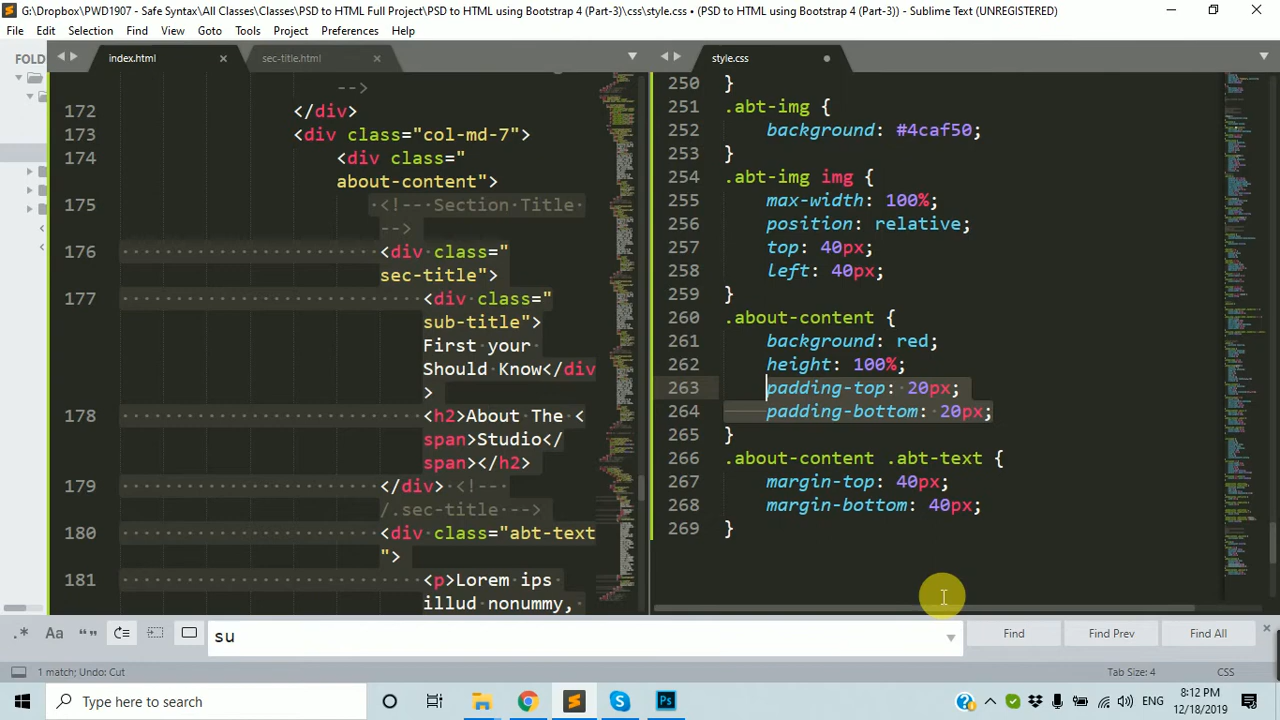 G:\Dropbox\PWD1907 - Safe Syntax\All Classes\Classes\PSD to HTML Full Project\PSD to HTML using Bootstrap 4 (Part-3)\css\style.css • (PSD to HTML using Bootstrap 4 (Part-3)) - Sublime Text (UNREGISTERED)
File Edit Selection Find View Goto Tools Project Preferences Help
FOLD
index.html
sec-title.html
style.css
-->
172 </div>
173 <div class="col-md-7">
174 <div class="
about-content">
175 <!-- Section Title
-->
176 <div class="
sec-title">
177 <div class="
sub-title">
First your
Should Know</div
>
178 <h2>About The <
span>Studio</
span></h2>
179 </div> <!--
/.sec-title -->
180 <div class="abt-text
">
181 <p>Lorem ips
illud nonummy,
250 }
251 .abt-img {
252 background: #4caf50;
253 }
254 .abt-img img {
255 max-width: 100%;
256 position: relative;
257 top: 40px;
258 left: 40px;
259 }
260 .about-content {
261 background: red;
262 height: 100%;
263 padding-top: 20px;
264 padding-bottom: 20px;
265 }
266 .about-content .abt-text {
267 margin-top: 40px;
268 margin-bottom: 40px;
269 }
.* Aa “” su Find Find Prev Find All
1 match; Undo: Cut Tab Size: 4 CSS
Type here to search
Ps
ENG
8:12 PM
12/18/2019